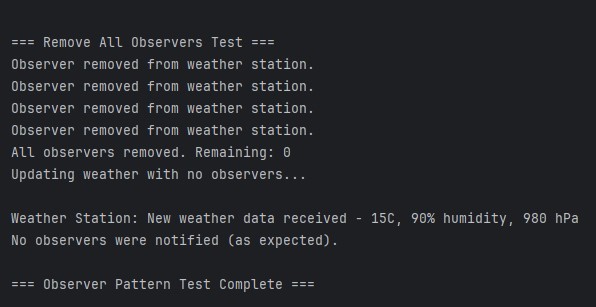 === Remove All Observers Test ===
Observer removed from weather station.
Observer removed from weather station.
Observer removed from weather station.
Observer removed from weather station.
All observers removed. Remaining: 0
Updating weather with no observers...
Weather Station: New weather data received - 15C, 90% humidity, 980 hPa
No observers were notified (as expected).
=== Observer Pattern Test Complete ===